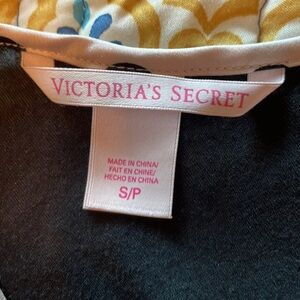 VICTORIA'S SECRET
MADE IN CHINA/
FAIT EN CHINE/
HECHO EN CHINA
S/P